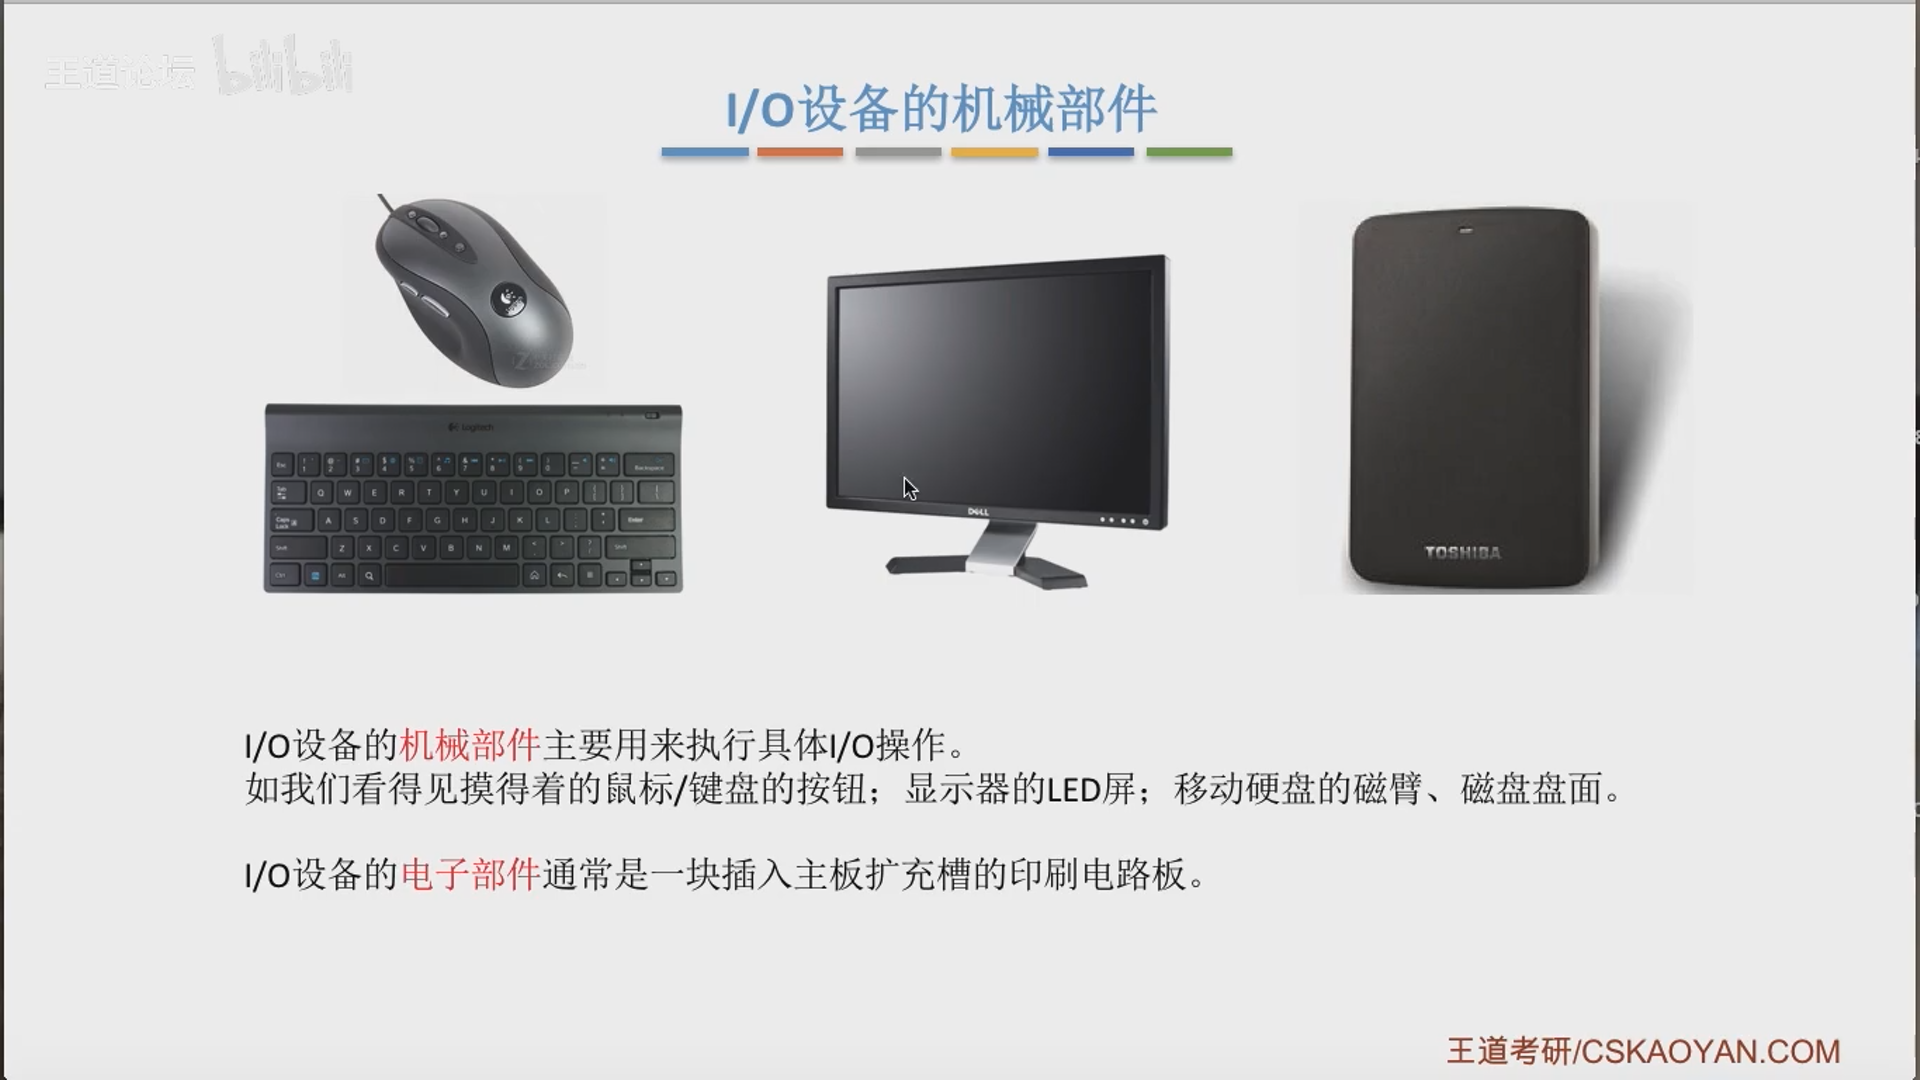 王道论坛 bilibili
I/O设备的机械部件
Logitech
DELL
TOSHIBA
I/O设备的机械部件主要用来执行具体I/O操作。
如我们看得见摸得着的鼠标/键盘的按钮；显示器的LED屏；移动硬盘的磁臂、磁盘盘面。
I/O设备的电子部件通常是一块插入主板扩充槽的印刷电路板。
王道考研/CSKAOYAN.COM